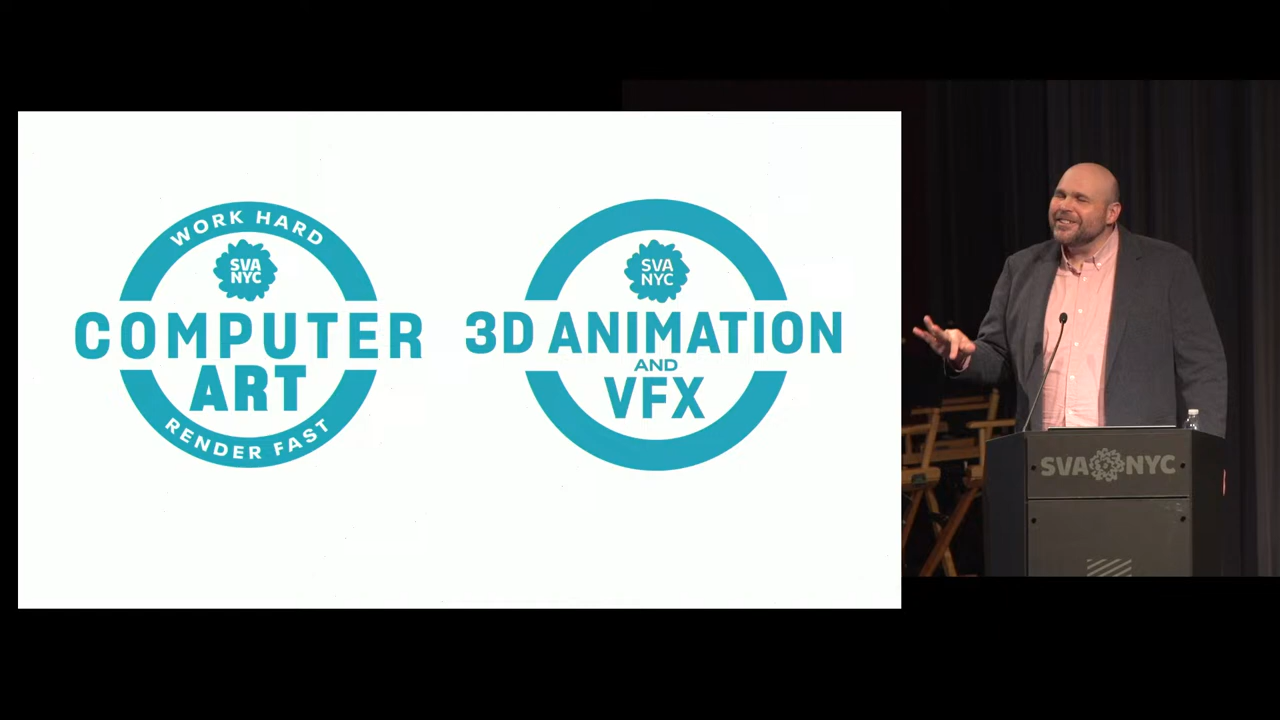 WORK HARD
SVA
NYC
COMPUTER
ART
RENDER FAST
SVA
NYC
3D ANIMATION
AND
VFX
SVA NYC